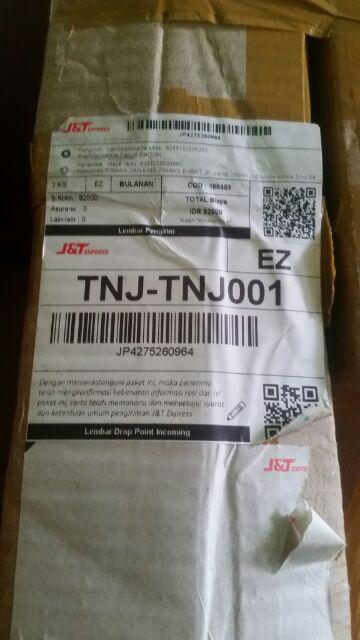 J&T EXPRESS
JP4275260964
2 KG EZ BULANAN COD : 186403
B.Kirim : 82000 TOTAL Biaya
Asuransi : 0 IDR 82000
Lain-lain : 0
Lembar Pengirim
J&T EXPRESS
EZ
TNJ-TNJ001
JP4275260964
Dengan menandatangani paket ini, maka penerima
telah mengkonfirmasi kebenaran informasi resi dan isi
paket ini, serta telah memahami dan menyetujui syarat
dan ketentuan umum pengiriman J&T Express
Lembar Drop Point Incoming
J&T EXPRESS